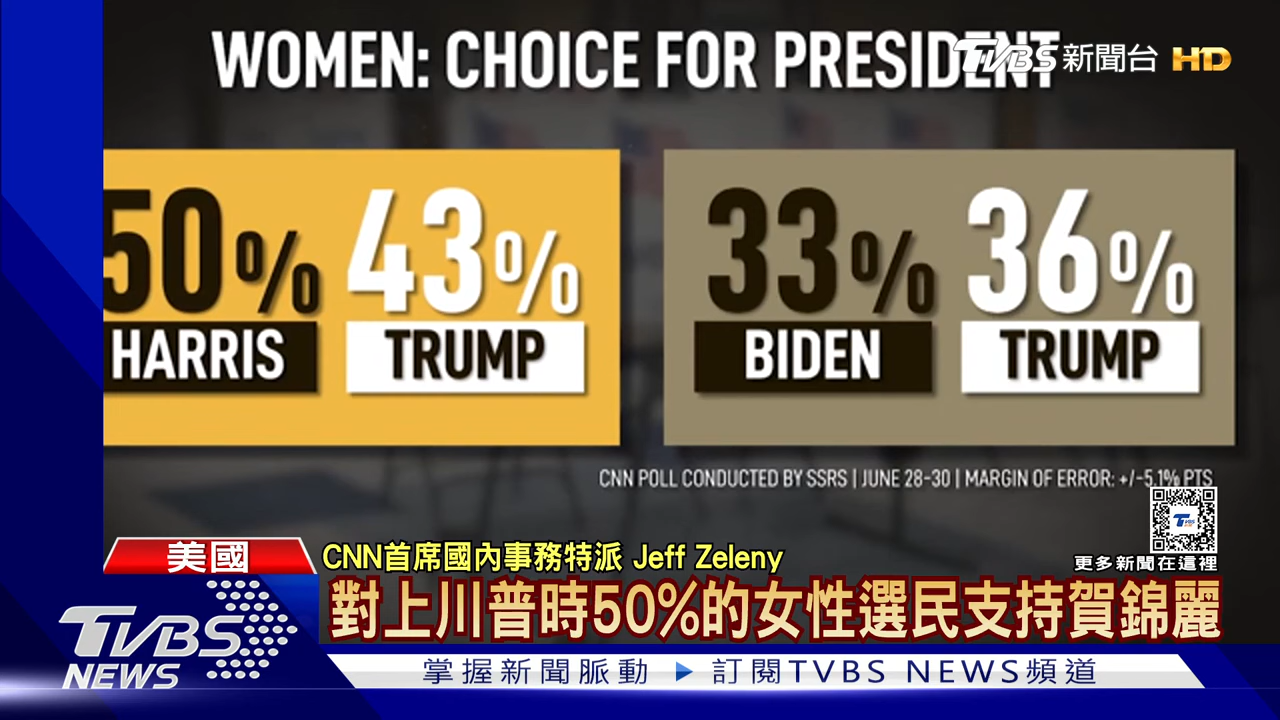 WOMEN: CHOICE FOR PRESIDENT
TVBS新聞台 HD
50% 43%
HARRIS TRUMP
33% 36%
BIDEN TRUMP
CNN POLL CONDUCTED BY SSRS | JUNE 28-30 | MARGIN OF ERROR: +/-5.1% PTS
TVBS
更多新聞在這裡
美國
CNN首席國內事務特派 Jeff Zeleny
對上川普時50%的女性選民支持賀錦麗
TVBS
NEWS
掌握新聞脈動 ▶ 訂閱TVBS NEWS頻道